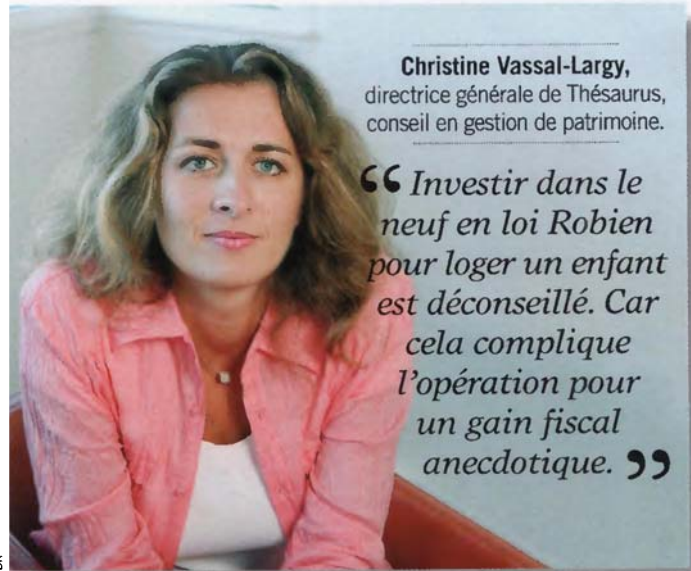 Christine Vassal-Largy,
directrice générale de Thésaurus,
conseil en gestion de patrimoine.
“ Investir dans le
neuf en loi Robien
pour loger un enfant
est déconseillé. Car
cela complique
l’opération pour
un gain fiscal
anecdotique. ”